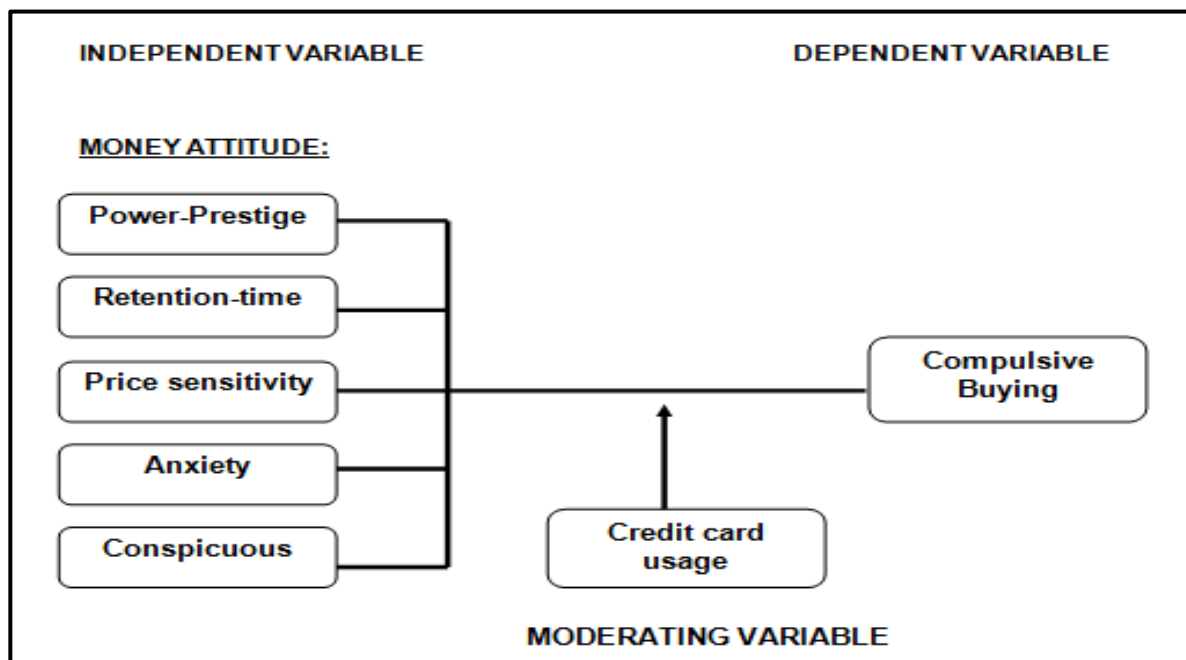 INDEPENDENT VARIABLE
DEPENDENT VARIABLE
MONEY ATTITUDE:
Power-Prestige
Retention-time
Price sensitivity
Anxiety
Conspicuous
Compulsive
Buying
Credit card
usage
MODERATING VARIABLE